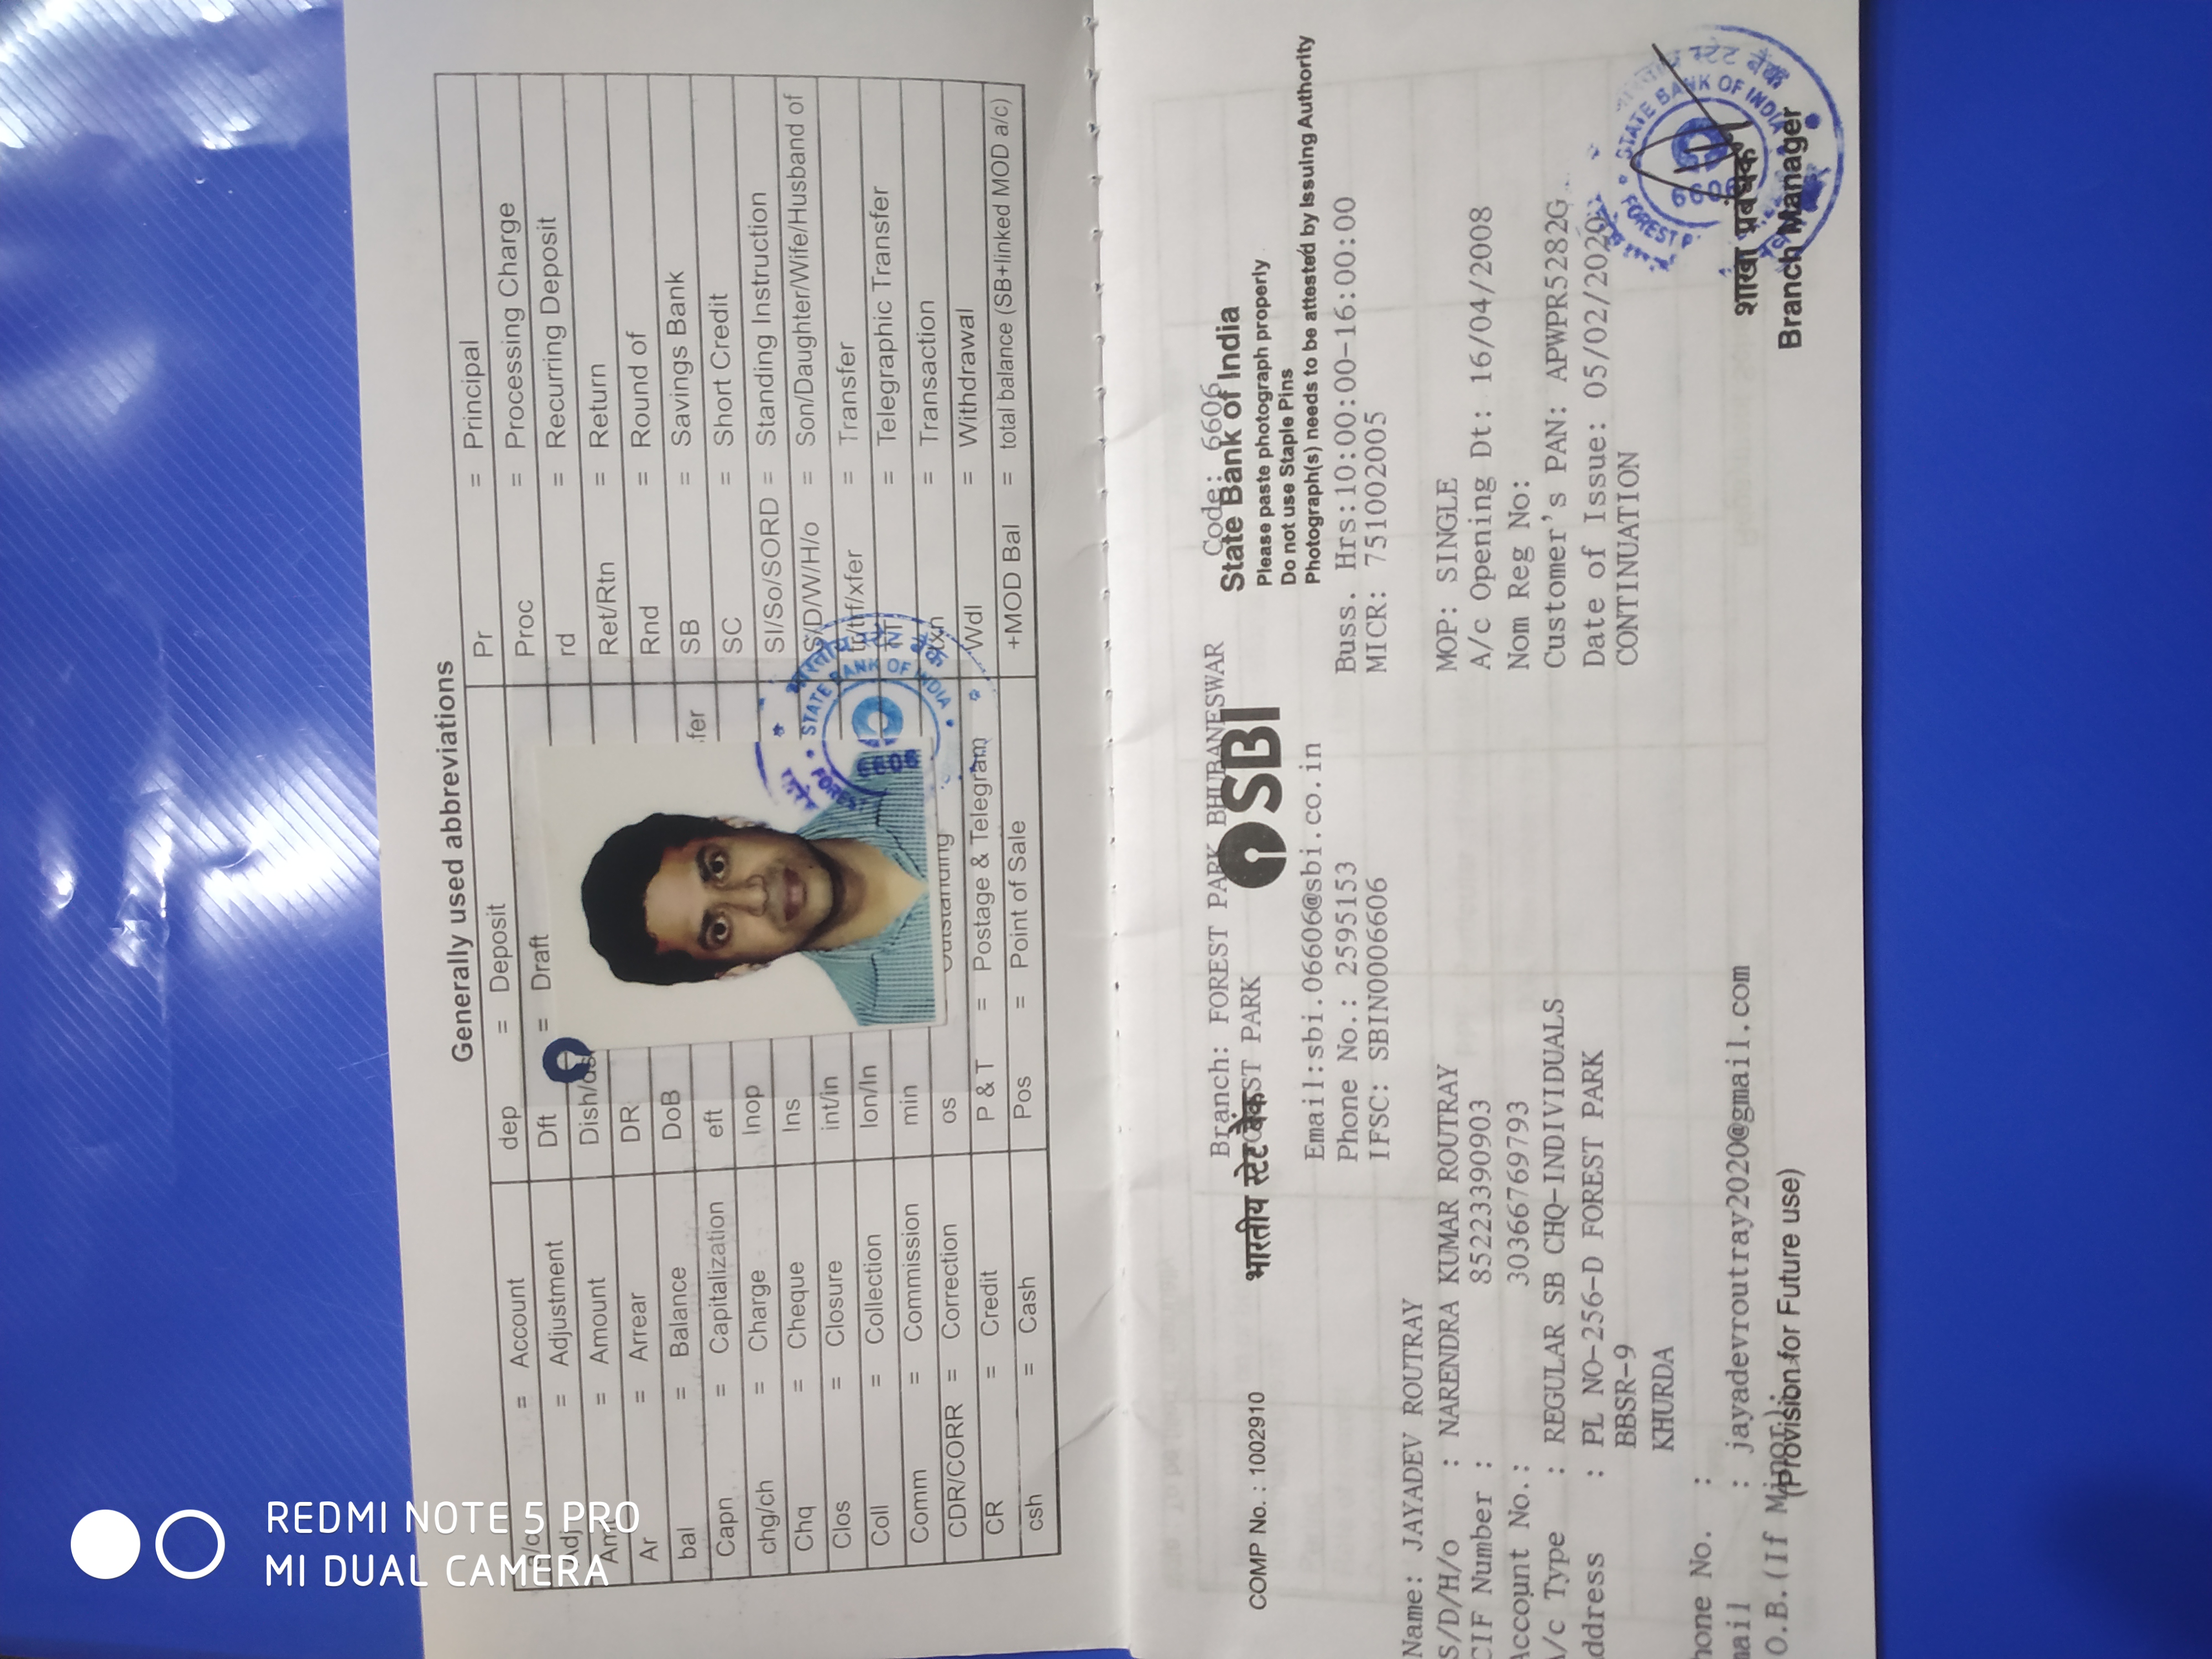 Generally used abbreviations
A/c = Account dep = Deposit Pr = Principal
Adj = Adjustment Dft = Draft Proc = Processing Charge
Amt = Amount Dish/ rd = Recurring Deposit
Ar = Arrear DR Ret/Rtn = Return
bal = Balance DoB Rnd = Round of
Capn = Capitalization eft fer SB = Savings Bank
chg/ch = Charge Inop SC = Short Credit
Chq = Cheque Ins SI/So/SORD = Standing Instruction
Clos = Closure int/in S/D/W/H/o = Son/Daughter/Wife/Husband of
Coll = Collection lon/ln tr/trf/xfer = Transfer
Comm = Commission min TT = Telegraphic Transfer
CDR/CORR = Correction os Outstanding txn = Transaction
CR = Credit P & T = Postage & Telegram Wdl = Withdrawal
csh = Cash Pos = Point of Sale +MOD Bal = total balance (SB+linked MOD a/c)
भारतीय स्टेट बैंक
STATE BANK OF INDIA
FOREST
6606
Branch: FOREST PARK BHUBANESWAR Code: 6606
COMP No. : 1002910 भारतीय स्टेट बैंक SBI State Bank of India
PARK
Please paste photograph properly
Do not use Staple Pins
Photograph(s) needs to be attested by Issuing Authority
Email:sbi.06606@sbi.co.in
Phone No.: 2595153 Buss. Hrs:10:00:00-16:00:00
IFSC: SBIN0006606 MICR: 751002005
Name: JAYADEV ROUTRAY
S/D/H/o : NARENDRA KUMAR ROUTRAY MOP: SINGLE
CIF Number : 85223390903 A/c Opening Dt: 16/04/2008
Account No.: 30366769793 Nom Reg No:
A/c Type : REGULAR SB CHQ-INDIVIDUALS Customer's PAN: APWPR5282G
ddress : PL NO-256-D FOREST PARK Date of Issue: 05/02/2020
BBSR-9 CONTINUATION
KHURDA
hone No. :
mail : jayadevroutray2020@gmail.com
O.B.(If Minor):
(Provision for Future use)
शाखा प्रबंधक
Branch Manager
स्टेट बैंक
STATE BANK OF INDIA
FOREST P
6606
REDMI NOTE 5 PRO
MI DUAL CAMERA